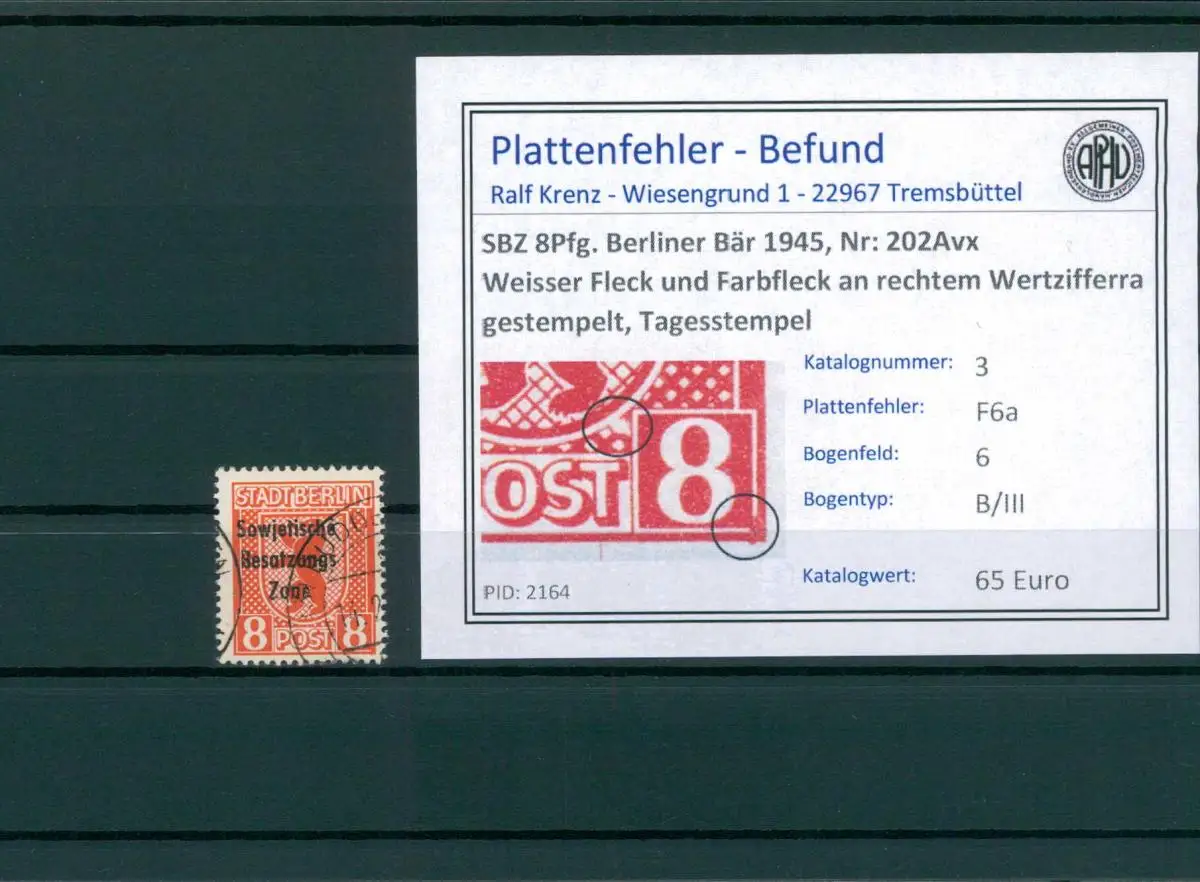 Plattenfehler - Befund
Ralf Krenz - Wiesengrund 1 - 22967 Tremsbüttel
APHV
SBZ 8Pfg. Berliner Bär 1945, Nr: 202Avx
Weisser Fleck und Farbfleck an rechtem Wertzifferra
gestempelt, Tagesstempel
Katalognummer: 3
Plattenfehler: F6a
Bogenfeld: 6
Bogentyp: B/III
Katalogwert: 65 Euro
OST 8
PID: 2164
STADT BERLIN
Sowjetische
Besatzungs
Zone
8 POST 8